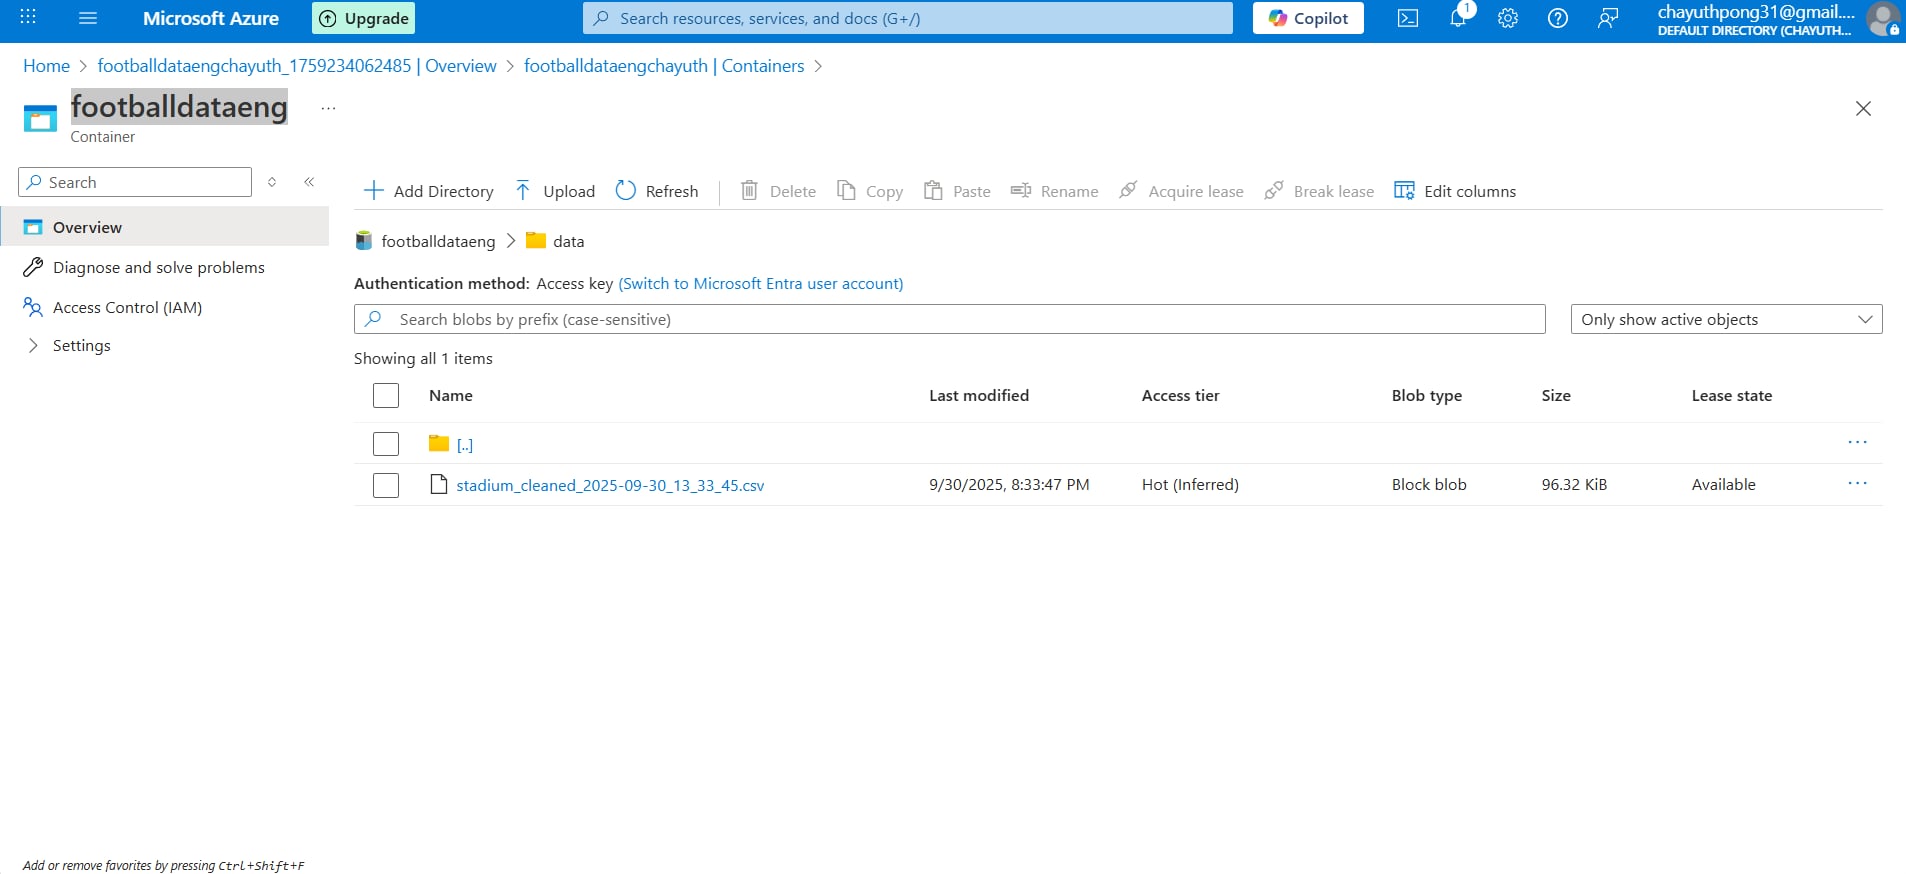 Microsoft Azure
Upgrade
Search resources, services, and docs (G+/)
Copilot
1
chayuthpong31@gmail....
DEFAULT DIRECTORY (CHAYUTH...
Home > footballdataengchayuth_1759234062485 | Overview > footballdataengchayuth | Containers >
footballdataeng ...
Container
Search
Overview
Diagnose and solve problems
Access Control (IAM)
Settings
Add Directory Upload Refresh Delete Copy Paste Rename Acquire lease Break lease Edit columns
footballdataeng > data
Authentication method: Access key (Switch to Microsoft Entra user account)
Search blobs by prefix (case-sensitive)
Only show active objects
Showing all 1 items
Name Last modified Access tier Blob type Size Lease state
[..] ...
stadium_cleaned_2025-09-30_13_33_45.csv 9/30/2025, 8:33:47 PM Hot (Inferred) Block blob 96.32 KiB Available ...
Add or remove favorites by pressing Ctrl+Shift+F